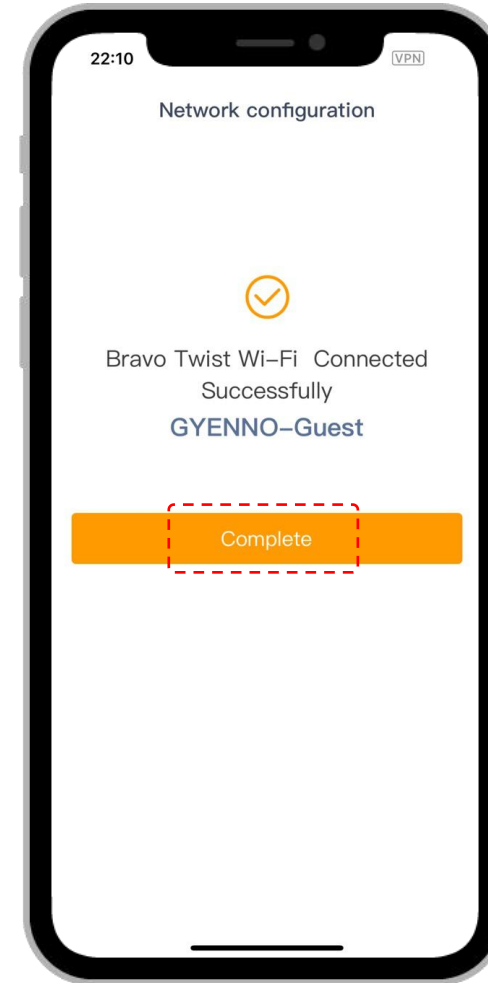 22:10
VPN
Network configuration
Bravo Twist Wi-Fi Connected
Successfully
GYENNO-Guest
Complete